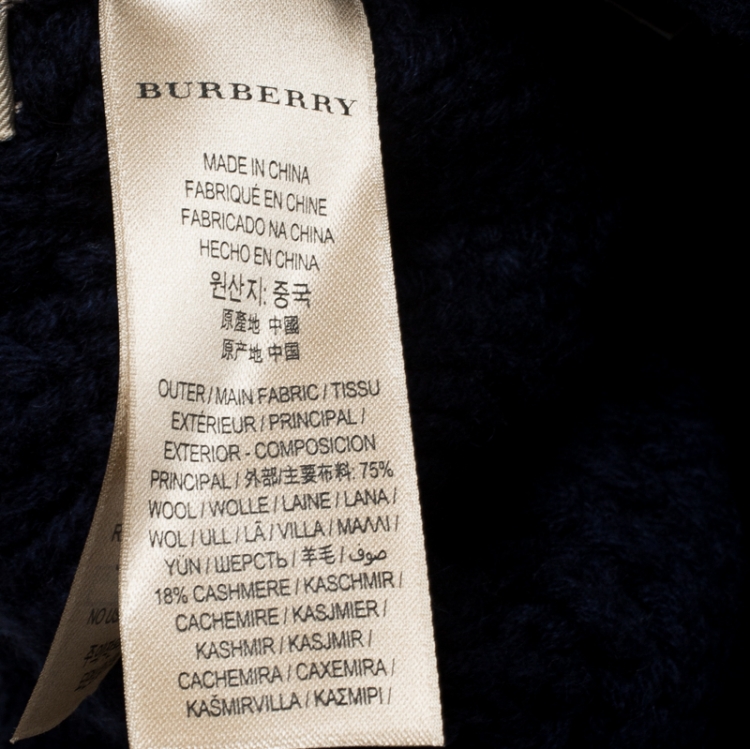 BURBERRY
MADE IN CHINA
FABRIQUÉ EN CHINE
FABRICADO NA CHINA
HECHO EN CHINA
원산지: 중국
原產地 中國
原产地 中国
OUTER / MAIN FABRIC / TISSU
EXTÉRIEUR / PRINCIPAL /
EXTERIOR - COMPOSICION
PRINCIPAL / 外部/主要布料: 75%
WOOL / WOLLE / LAINE / LANA /
WOL / ULL / LÃ / VILLA / ΜΑΛΛΙ /
YÜN / ШЕРСТЬ / 羊毛 / صوف /
18% CASHMERE / KASCHMIR /
CACHEMIRE / KASJMIER /
KASHMIR / KASJMIR /
CACHEMIRA / CAXEMIRA /
KAŠMIRVILLA / ΚΑΣΜΙΡΙ /
NO